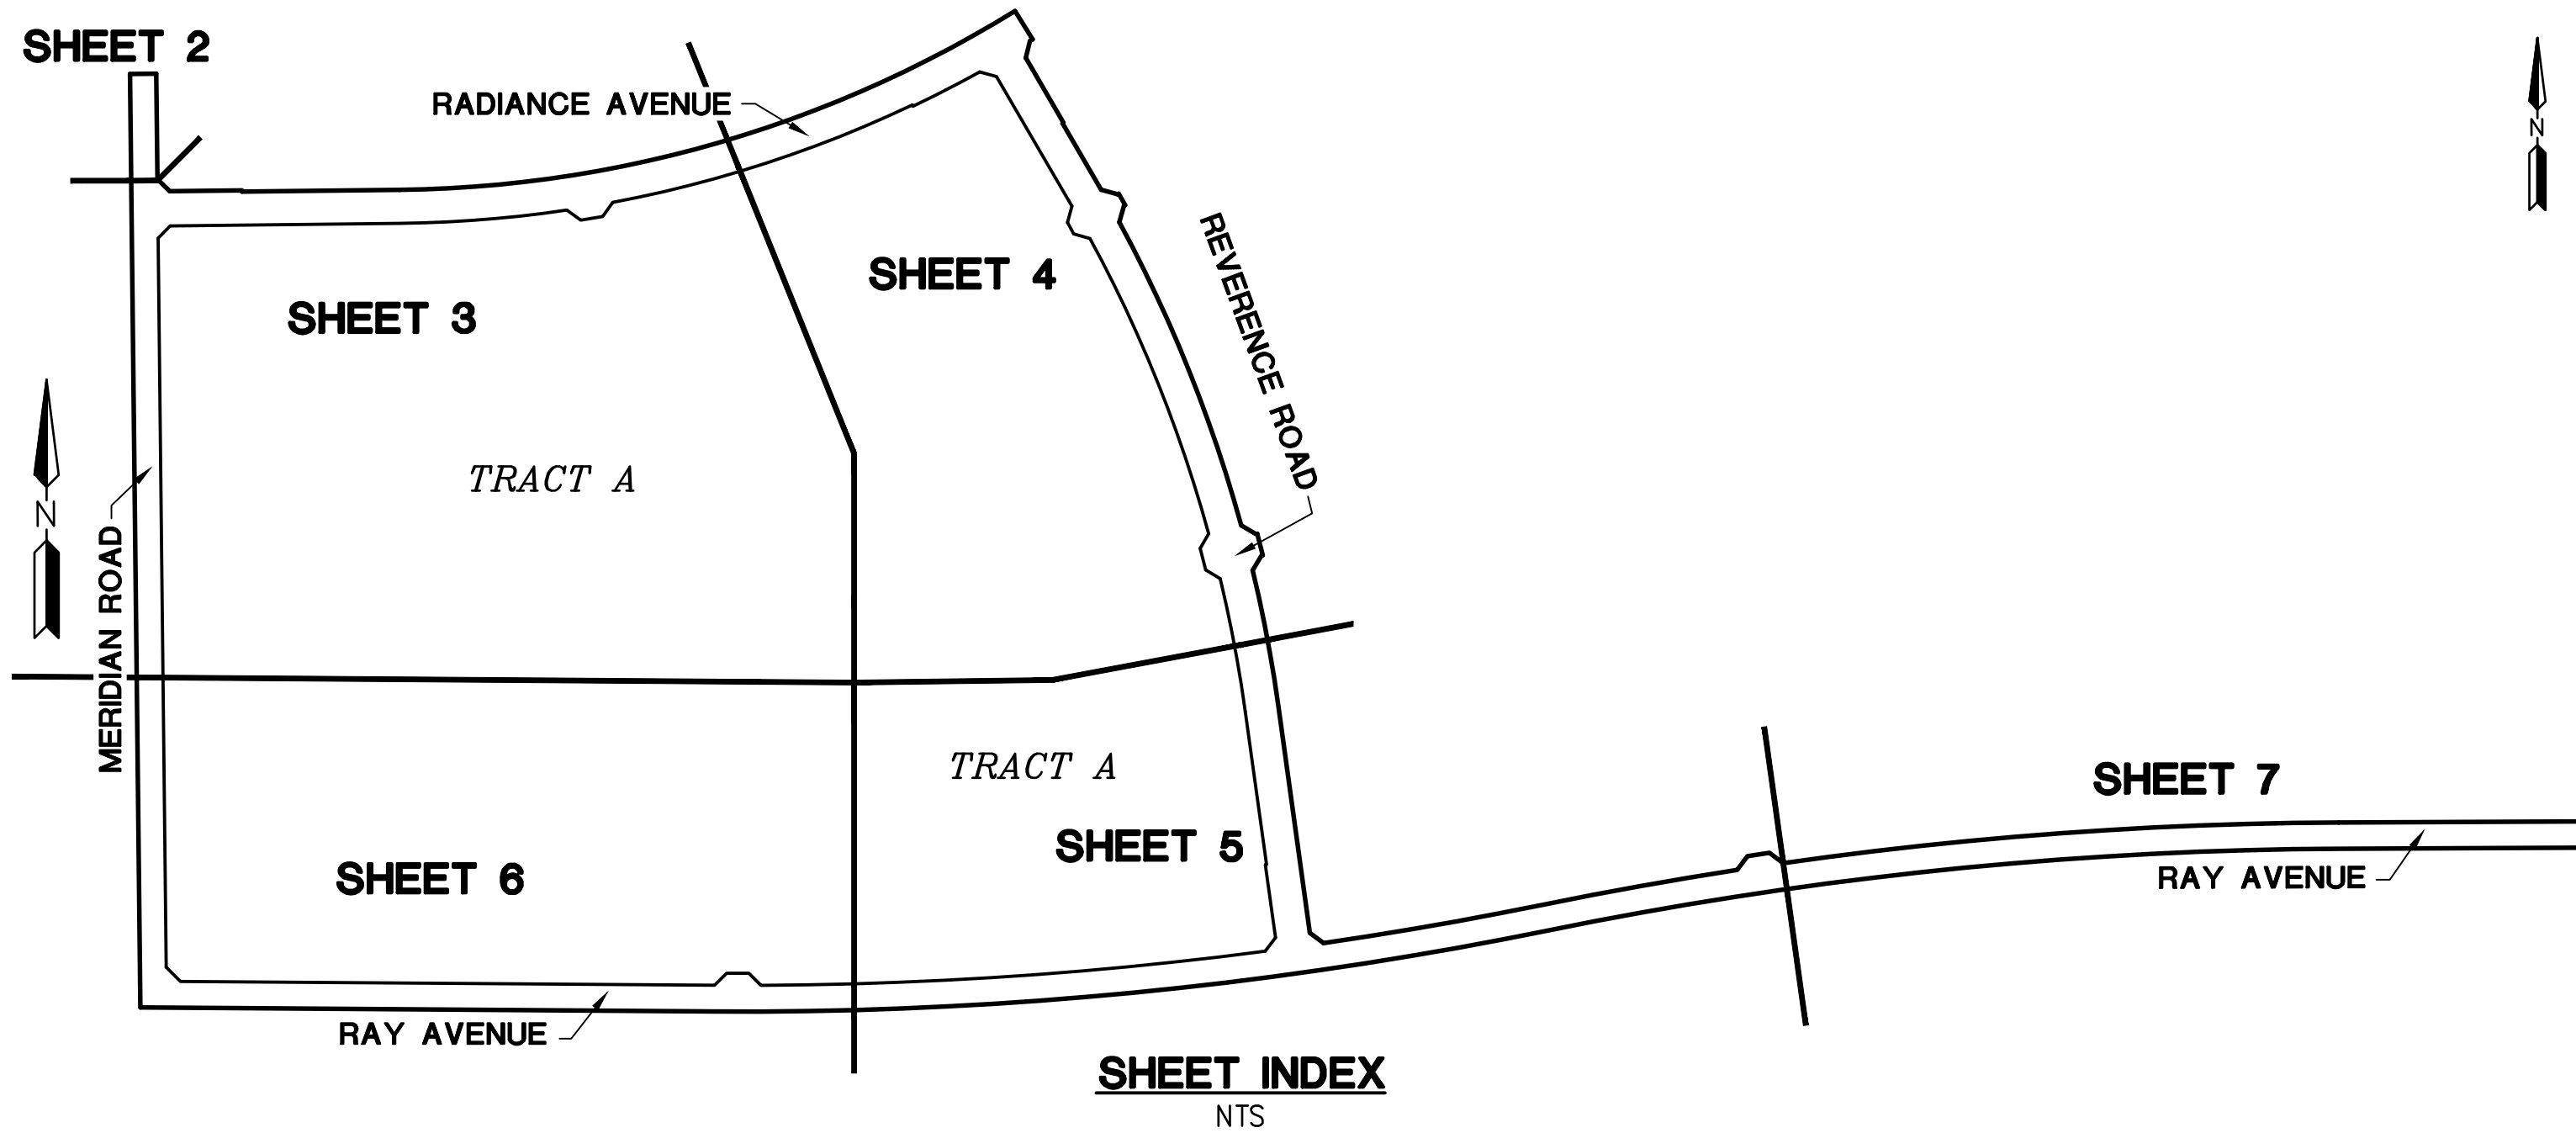 SHEET 2
RADIANCE AVENUE
N
SHEET 4
REVERENCE ROAD
SHEET 3
TRACT A
N
MERIDIAN ROAD
TRACT A
SHEET 7
SHEET 5
SHEET 6
RAY AVENUE
RAY AVENUE
SHEET INDEX
NTS